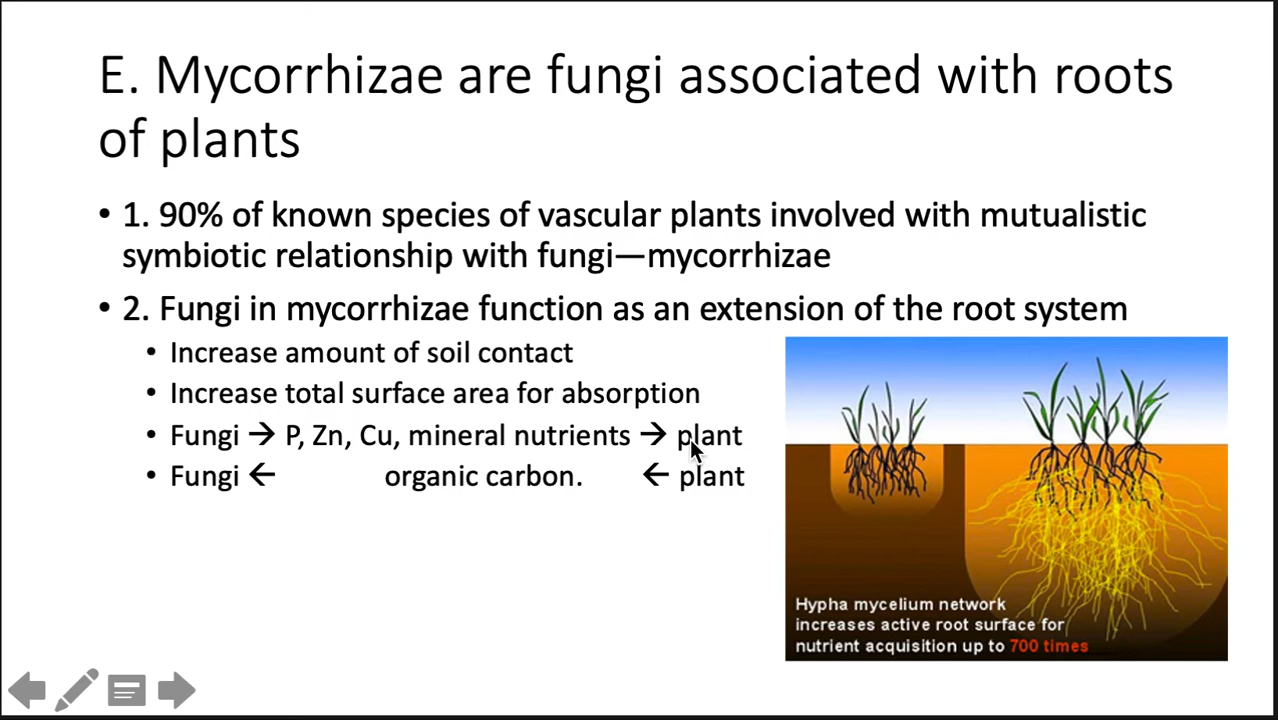 E. Mycorrhizae are fungi associated with roots
of plants
• 1. 90% of known species of vascular plants involved with mutualistic
symbiotic relationship with fungi—mycorrhizae
• 2. Fungi in mycorrhizae function as an extension of the root system
• Increase amount of soil contact
• Increase total surface area for absorption
• Fungi → P, Zn, Cu, mineral nutrients → plant
• Fungi ← organic carbon. ← plant
Hypha mycelium network
increases active root surface for
nutrient acquisition up to 700 times